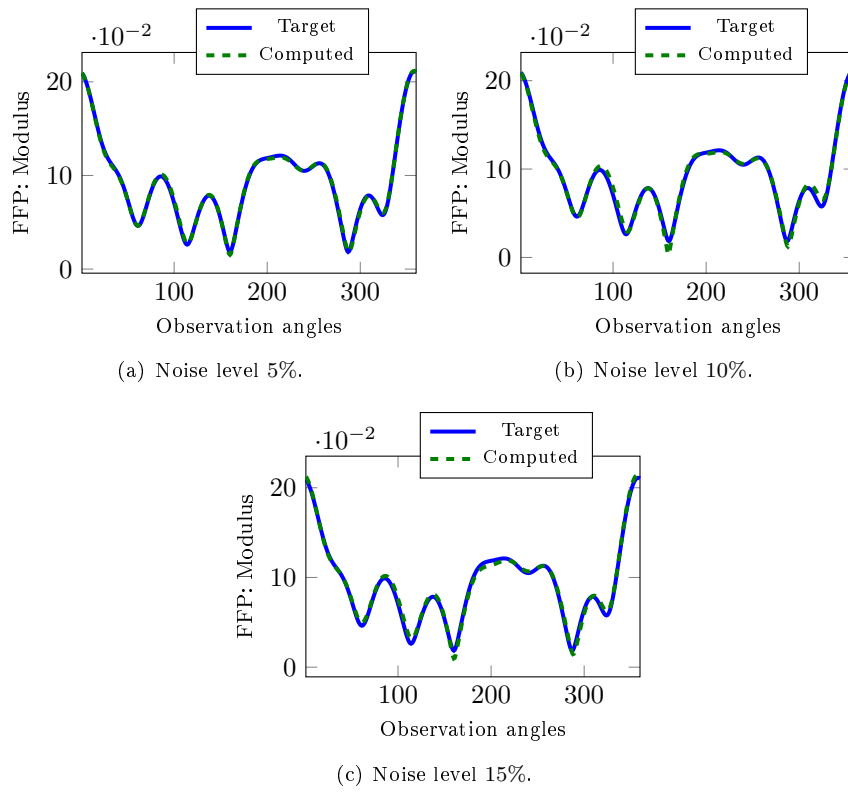 Target
Computed
·10−2
20
10
0
FFP: Modulus
100 200 300
Observation angles
(a) Noise level 5%.
Target
Computed
·10−2
20
10
0
FFP: Modulus
100 200 300
Observation angles
(b) Noise level 10%.
Target
Computed
·10−2
20
10
0
FFP: Modulus
100 200 300
Observation angles
(c) Noise level 15%.